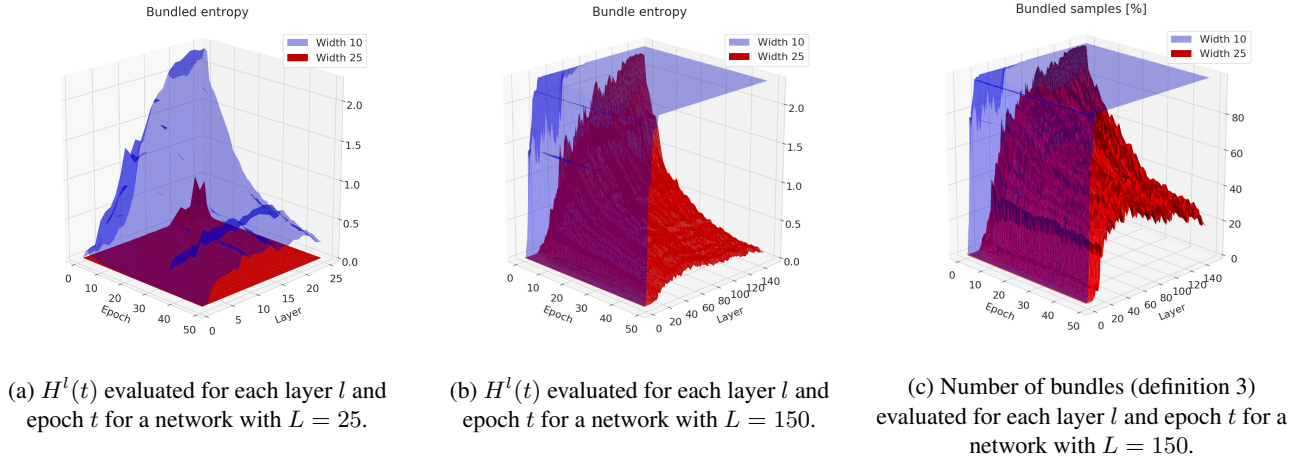 Bundled entropy
Width 10
Width 25
2.0
1.5
1.0
0.5
0.0
0
10
20
30
40
50
Epoch
0
5
10
15
20
25
Layer
Bundle entropy
Width 10
Width 25
2.0
1.5
1.0
0.5
0.0
0
10
20
30
40
50
Epoch
0
20
40
60
80
100
120
140
Layer
Bundled samples [%]
Width 10
Width 25
80
60
40
20
0
0
10
20
30
40
50
Epoch
0
20
40
60
80
100
120
140
Layer
(a) H^l(t) evaluated for each layer l and
epoch t for a network with L = 25.
(b) H^l(t) evaluated for each layer l and
epoch t for a network with L = 150.
(c) Number of bundles (definition 3)
evaluated for each layer l and epoch t for a
network with L = 150.